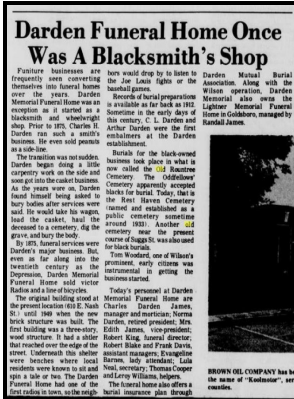 Darden Funeral Home Once
Was A Blacksmith's Shop
Funiture businesses are
frequently seen converting
themselves into funeral homes
over the years. Darden
Memorial Funeral Home was an
exception as it started as a
blacksmith and wheelwright
shop. Prior to 1875, Charles H.
Darden ran such a smith's
business. He even sold peanuts
as a side-line.
The transition was not sudden.
Darden began doing a little
carpentry work on the side and
soon got into the casket business.
As the years wore on, Darden
found himself being asked to
bury bodies after services were
said. He would take his wagon,
load the casket, haul the
deceased to a cemetery, dig the
grave, and bury the body.
By 1875, funeral services were
Darden's major business. But,
even as far along into the
twentieth century as the
Depression, Darden Memorial
Funeral Home sold victor
Radios and a line of bicycles.
The original building stood at
the present location (610 E. Nash
St.) until 1949 when the new
brick structure was built. The
first building was a three-story,
wood structure. It had a shelter
that reached over the edge of the
street. Underneath this shelter
were benches where local
residents were known to sit and
spin a tale or two. The Darden
Funeral Home had one of the
first radios in town, so the neigh-
bors would drop by to listen to
the Joe Louis fights or the
baseball games.
Records of burial preparations
is available as far back as 1912.
Sometime in the early days of
this century, C. L. Darden and
Arthur Darden were the first
embalmers at the Darden
establishment.
Burials for the black-owned
business took place in what is
now called the Old Rountree
Cemetery. The Oddfellows'
Cemetery apparently accepted
blacks for burial. Today, that is
the Rest Haven Cemetery
(named and established as a
public cemetery sometime
around 1933). Another old
cemetery near the present
course of Suggs St. was also used
for black burials.
Tom Woodard, one of Wilson's
prominent, early citizens was
instrumental in getting the
business started.
Today's personnel at Darden
Memorial Funeral Home are
Charles Darden James,
manager and mortician; Norma
Darden, retired president; Mrs.
Edith James, vice-president;
Robert King, funeral director;
Robert Blake and Frank Davis,
assistant managers; Evangeline
Barnes, lady attendant; Lula
Neal, secretary; Thomas Cooper
and Leroy Williams, helpers.
The funeral home also offers a
burial insurance plan through
Darden Mutual Burial
Association. Along with the
Wilson operation, Darden
Memorial also owns the
Lightner Memorial Funeral
Home in Goldsboro, managed by
Randall James.
BROWN OIL COMPANY has be
the name of "Koolmotor", ser
counties.